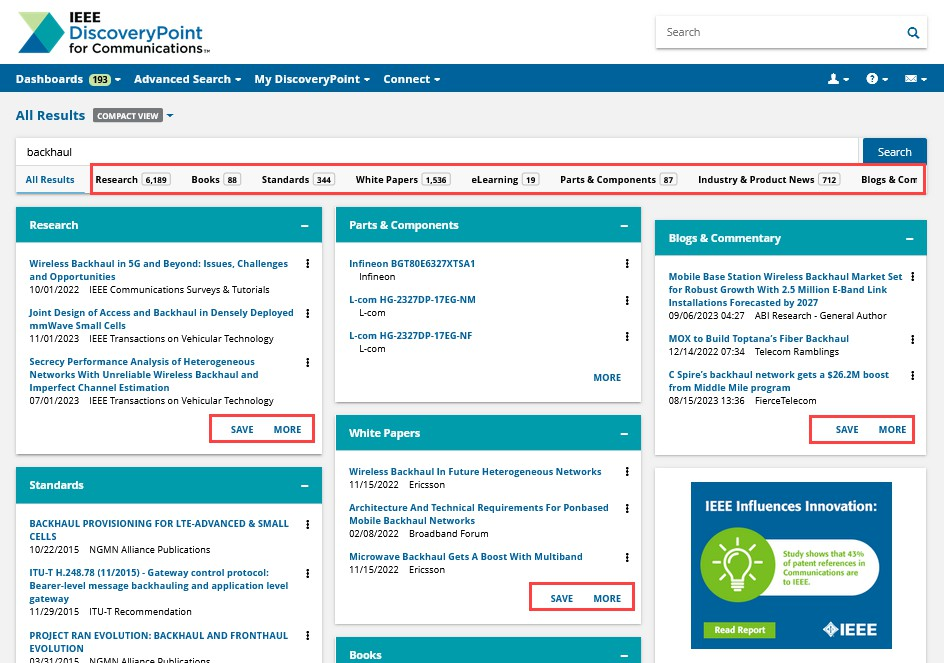 IEEE
DiscoveryPoint
for Communications™
Search
Dashboards 193 Advanced Search My DiscoveryPoint Connect
All Results COMPACT VIEW
backhaul
Search
All Results Research 6,189 Books 88 Standards 344 White Papers 1,536 eLearning 19 Parts & Components 87 Industry & Product News 712 Blogs & Com
Research
Wireless Backhaul in 5G and Beyond: Issues, Challenges
and Opportunities
10/01/2022 IEEE Communications Surveys & Tutorials
Joint Design of Access and Backhaul in Densely Deployed
mmWave Small Cells
11/01/2023 IEEE Transactions on Vehicular Technology
Secrecy Performance Analysis of Heterogeneous
Networks With Unreliable Wireless Backhaul and
Imperfect Channel Estimation
07/01/2023 IEEE Transactions on Vehicular Technology
SAVE MORE
Standards
BACKHAUL PROVISIONING FOR LTE-ADVANCED & SMALL
CELLS
10/22/2015 NGMN Alliance Publications
ITU-T H.248.78 (11/2015) - Gateway control protocol:
Bearer-level message backhauling and application level
gateway
11/29/2015 ITU-T Recommendation
PROJECT RAN EVOLUTION: BACKHAUL AND FRONTHAUL
EVOLUTION
03/31/2015 NGMN Alliance Publications
Parts & Components
Infineon BGT80E6327XTSA1
Infineon
L-com HG-2327DP-17EG-NM
L-com
L-com HG-2327DP-17EG-NF
L-com
MORE
White Papers
Wireless Backhaul In Future Heterogeneous Networks
11/15/2022 Ericsson
Architecture And Technical Requirements For Ponbased
Mobile Backhaul Networks
02/08/2022 Broadband Forum
Microwave Backhaul Gets A Boost With Multiband
11/15/2022 Ericsson
SAVE MORE
Books
Blogs & Commentary
Mobile Base Station Wireless Backhaul Market Set
for Robust Growth With 2.5 Million E-Band Link
Installations Forecasted by 2027
09/06/2023 04:27 ABI Research - General Author
MOX to Build Toptana's Fiber Backhaul
12/14/2022 07:34 Telecom Ramblings
C Spire's backhaul network gets a $26.2M boost
from Middle Mile program
08/15/2023 13:36 FierceTelecom
SAVE MORE
IEEE Influences Innovation:
Study shows that 43%
of patent references in
Communications are
to IEEE.
Read Report
IEEE